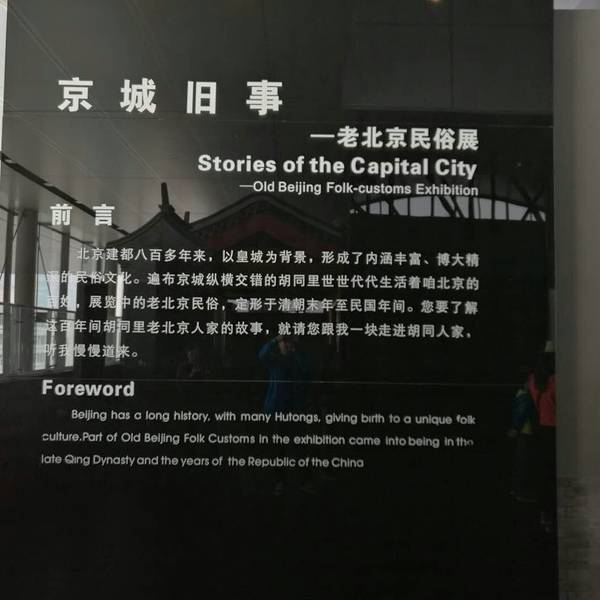 京城旧事
—老北京民俗展
Stories of the Capital City
—Old Beijing Folk-customs Exhibition
前言
北京建都八百多年来，以皇城为背景，形成了内涵丰富、博大精
深的民俗文化。遍布京城纵横交错的胡同里世世代代生活着咱北京的
百姓，展览中的老北京民俗，定形于清朝末年至民国年间。您要了解
这百年间胡同里老北京人家的故事，就请您跟我一块走进胡同人家，
听我慢慢道来。
Foreword
Beijing has a long history, with many Hutongs, giving birth to a unique folk
culture.Part of Old Beijing Folk Customs in the exhibition came into being in the
late Qing Dynasty and the years of the Republic of the China